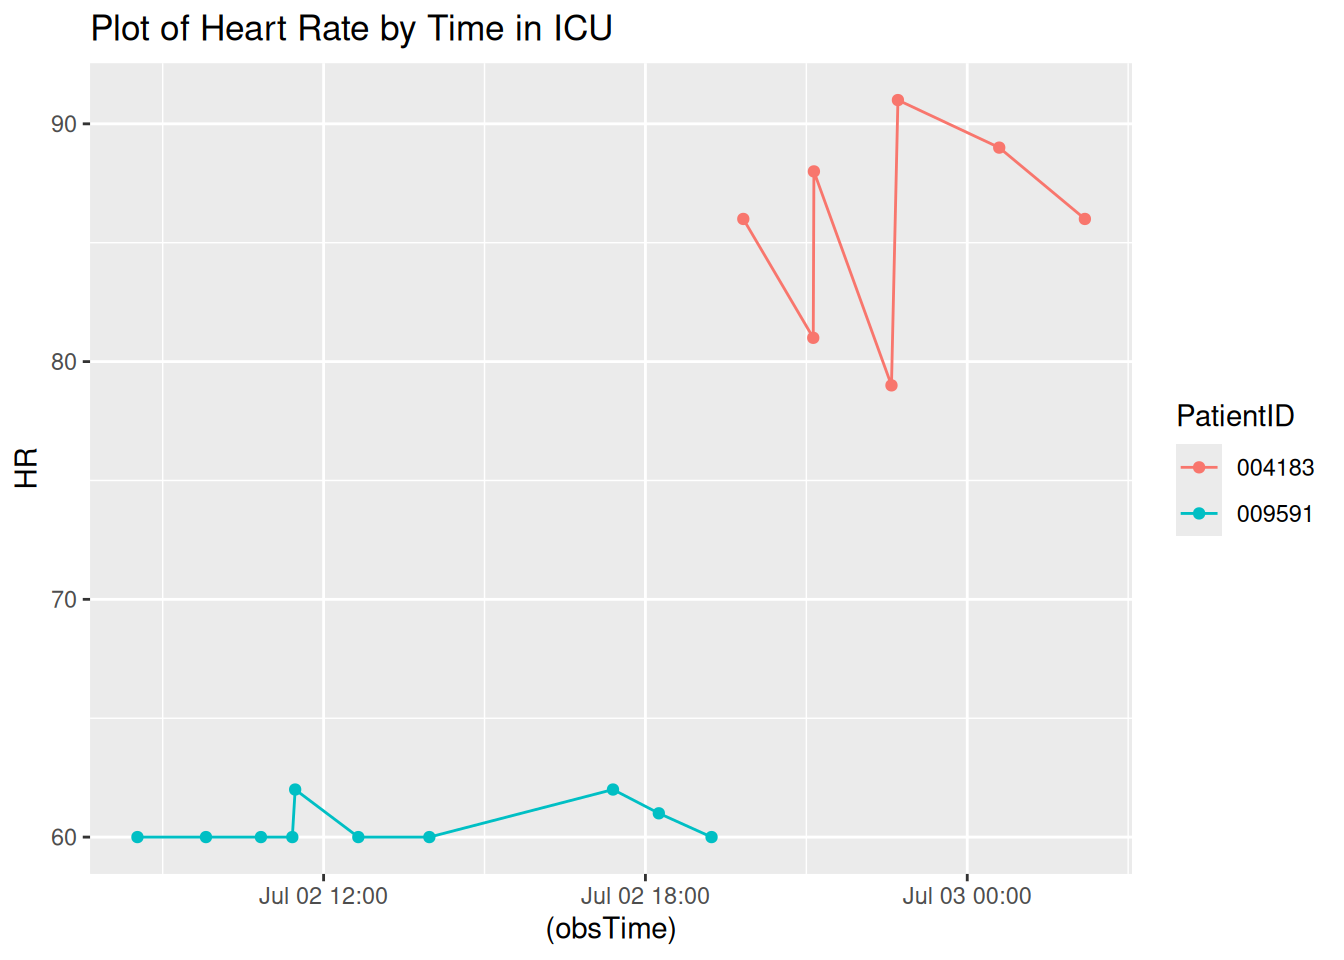 Plot of Heart Rate by Time in ICU
90
80
70
60
HR
Jul 02 12:00
Jul 02 18:00
Jul 03 00:00
(obsTime)
PatientID
004183
009591